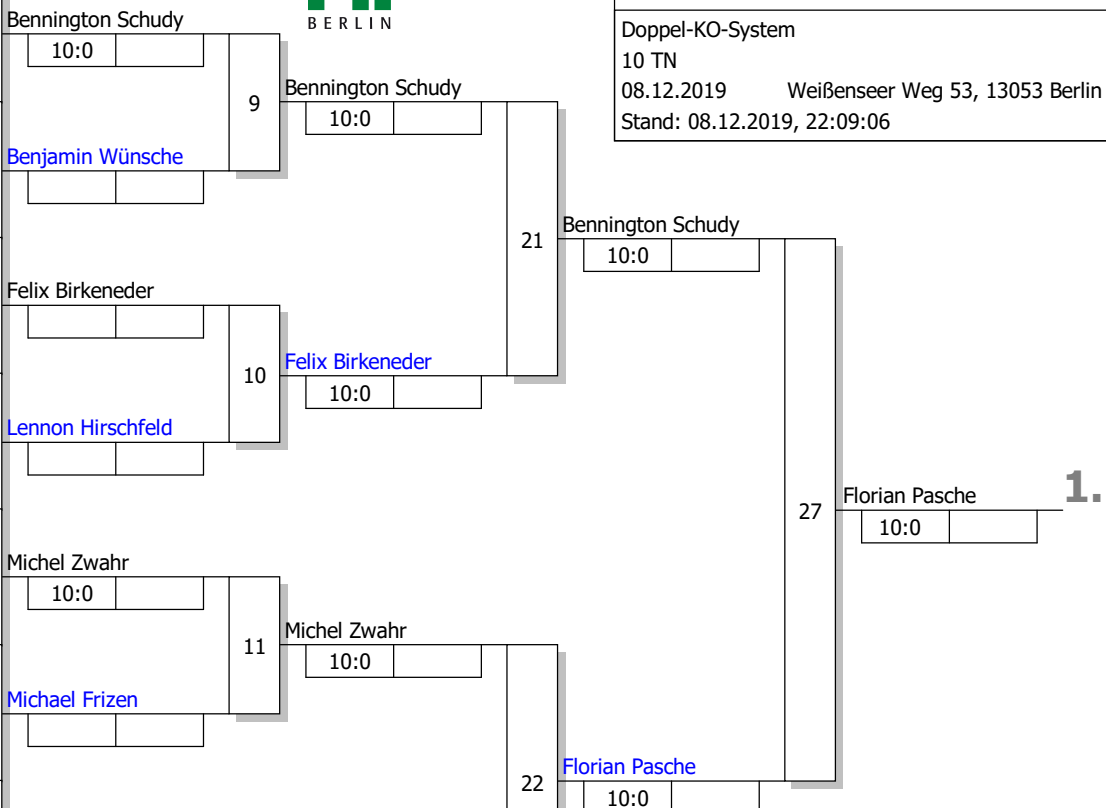 Bennington Schudy
10:0
BERLIN
Doppel-KO-System
10 TN
08.12.2019 Weißenseer Weg 53, 13053 Berlin
Stand: 08.12.2019, 22:09:06
9
Bennington Schudy
10:0
Benjamin Wünsche
21
Bennington Schudy
10:0
Felix Birkeneder
10
Felix Birkeneder
10:0
Lennon Hirschfeld
27
Florian Pasche
1.
10:0
Michel Zwahr
10:0
11
Michel Zwahr
10:0
Michael Frizen
22
Florian Pasche
10:0